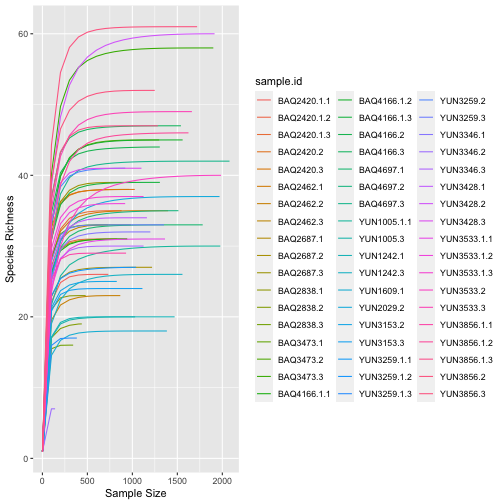 60
40
20
0
Species Richness
0
500
1000
1500
2000
Sample Size
sample.id
BAQ2420.1.1
BAQ2420.1.2
BAQ2420.1.3
BAQ2420.2
BAQ2420.3
BAQ2462.1
BAQ2462.2
BAQ2462.3
BAQ2687.1
BAQ2687.2
BAQ2687.3
BAQ2838.1
BAQ2838.2
BAQ2838.3
BAQ3473.1
BAQ3473.2
BAQ3473.3
BAQ4166.1.1
BAQ4166.1.2
BAQ4166.1.3
BAQ4166.2
BAQ4166.3
BAQ4697.1
BAQ4697.2
BAQ4697.3
YUN1005.1.1
YUN1005.3
YUN1242.1
YUN1242.3
YUN1609.1
YUN2029.2
YUN3153.2
YUN3153.3
YUN3259.1.1
YUN3259.1.2
YUN3259.1.3
YUN3259.2
YUN3259.3
YUN3346.1
YUN3346.2
YUN3346.3
YUN3428.1
YUN3428.2
YUN3428.3
YUN3533.1.1
YUN3533.1.2
YUN3533.1.3
YUN3533.2
YUN3533.3
YUN3856.1.1
YUN3856.1.2
YUN3856.1.3
YUN3856.2
YUN3856.3